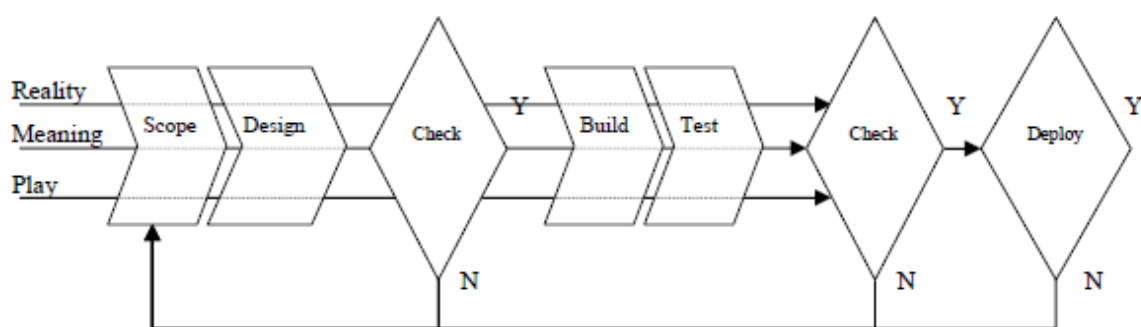 Reality
Meaning
Play
Scope
Design
Check
Y
Build
Test
Check
Y
Deploy
Y
N
N
N